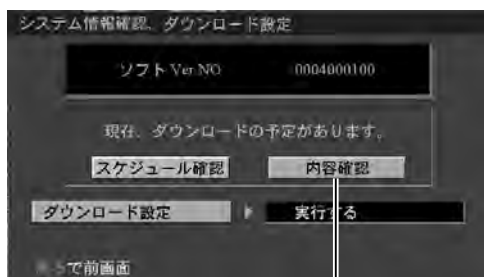 システム情報確認、ダウンロード設定
ソフト Ver.NO 0004000100
現在、ダウンロードの予定があります。
スケジュール確認 内容確認
ダウンロード設定 実行する
で前画面